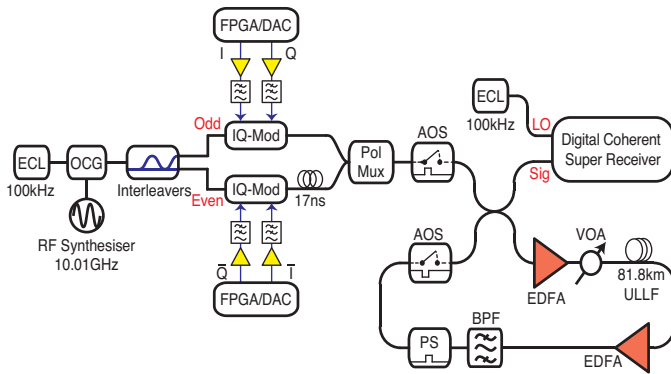 FPGA/DAC
I
Q
Odd
IQ-Mod
ECL
100kHz
OCG
Interleavers
RF Synthesiser
10.01GHz
Even
IQ-Mod
17ns
Q̅
I̅
FPGA/DAC
Pol
Mux
AOS
ECL
100kHz
LO
Sig
Digital Coherent
Super Receiver
AOS
EDFA
VOA
81.8km
ULLF
PS
BPF
EDFA